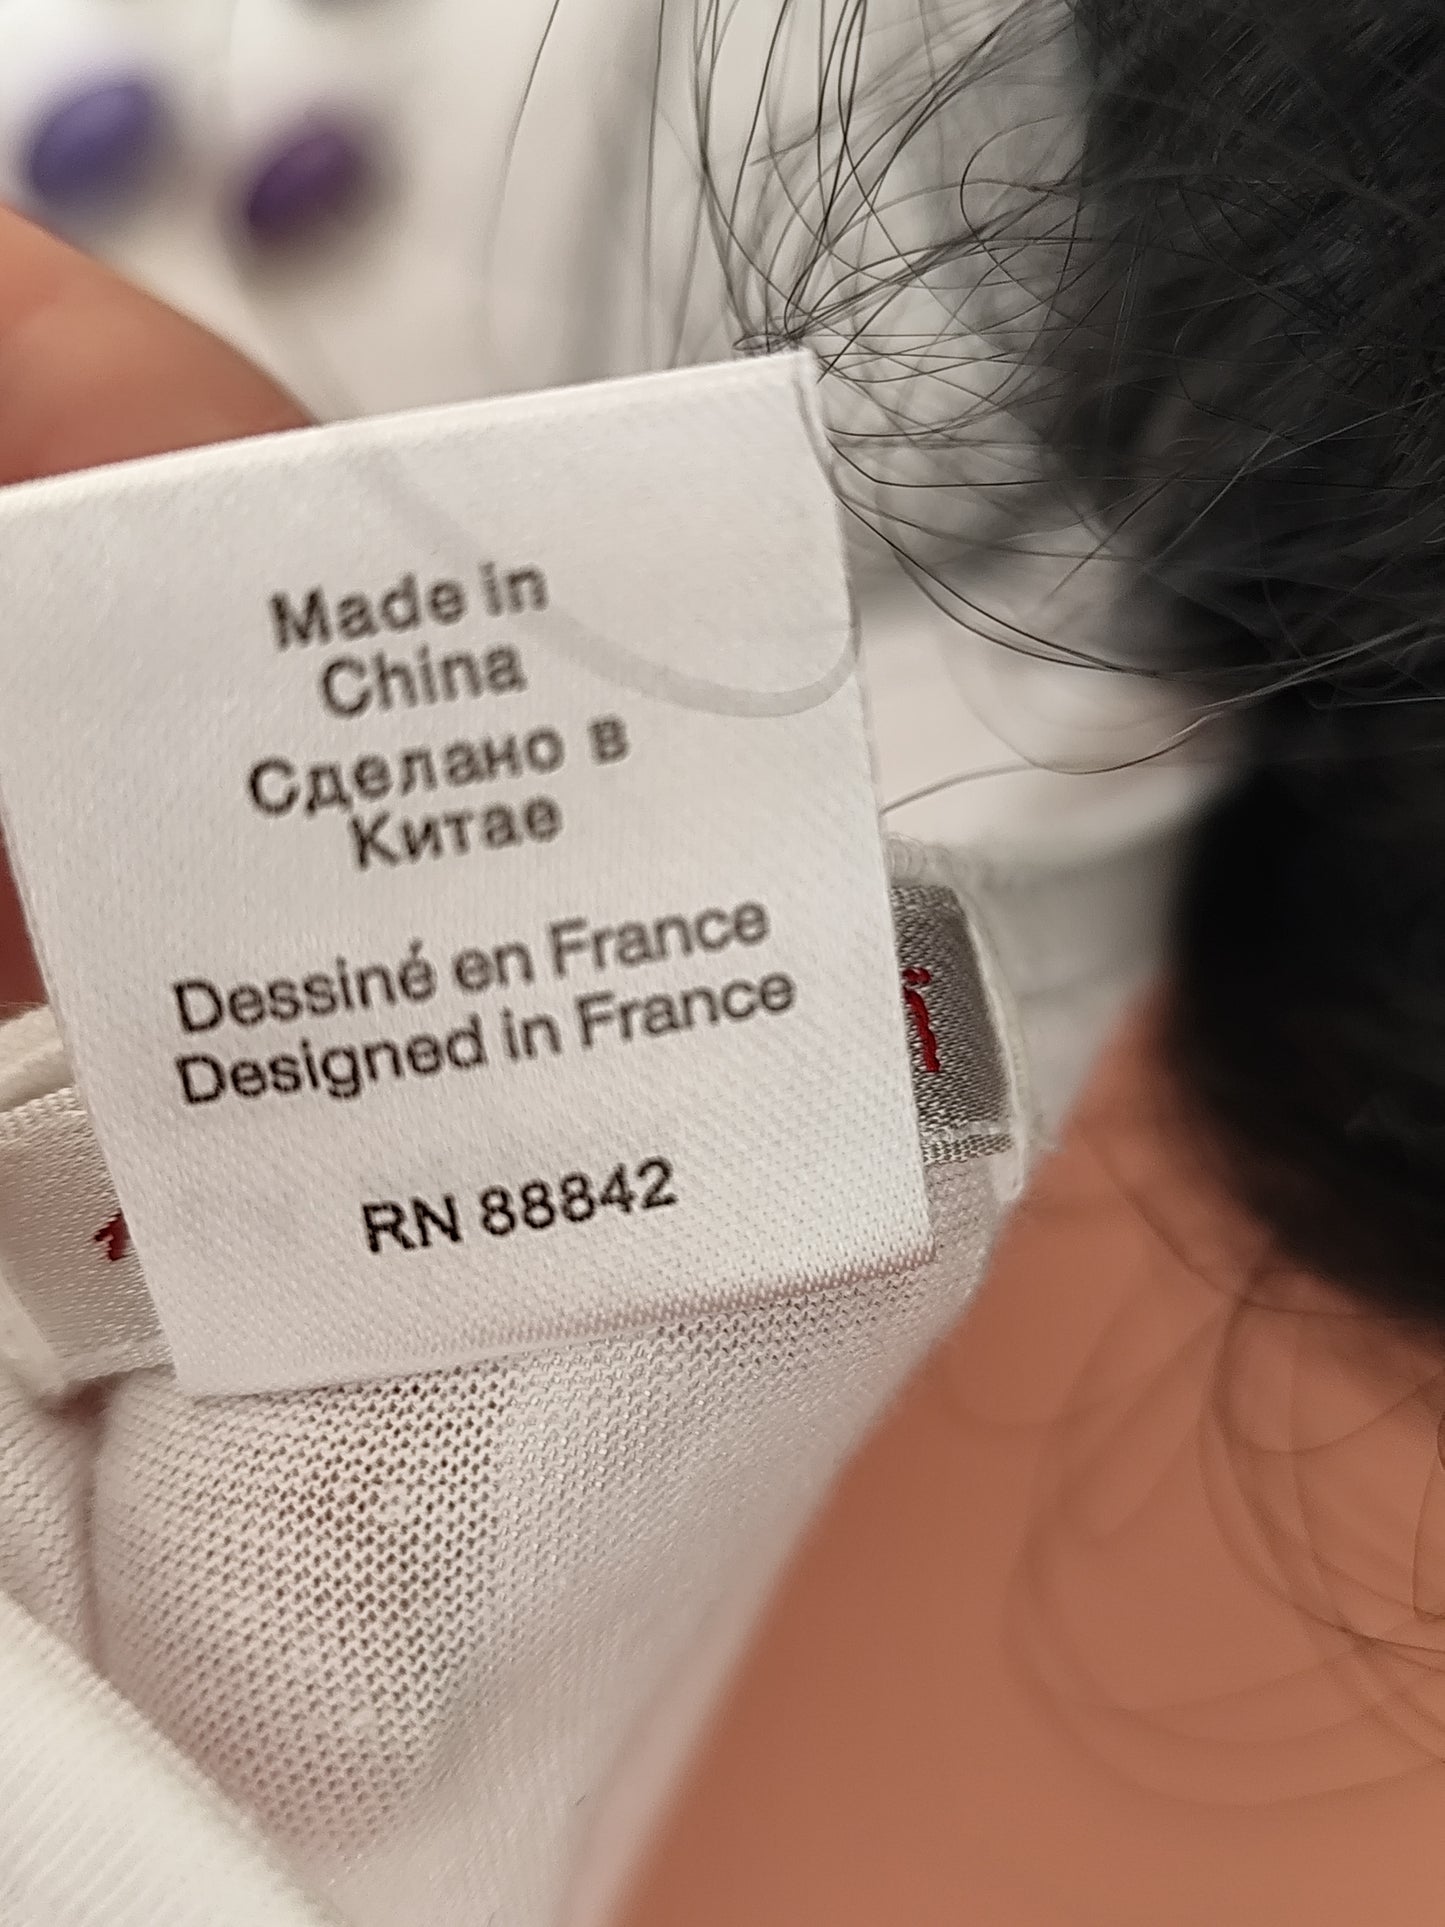 Made in
China
Сделано в
Китае
Dessiné en France
Designed in France
RN 88842